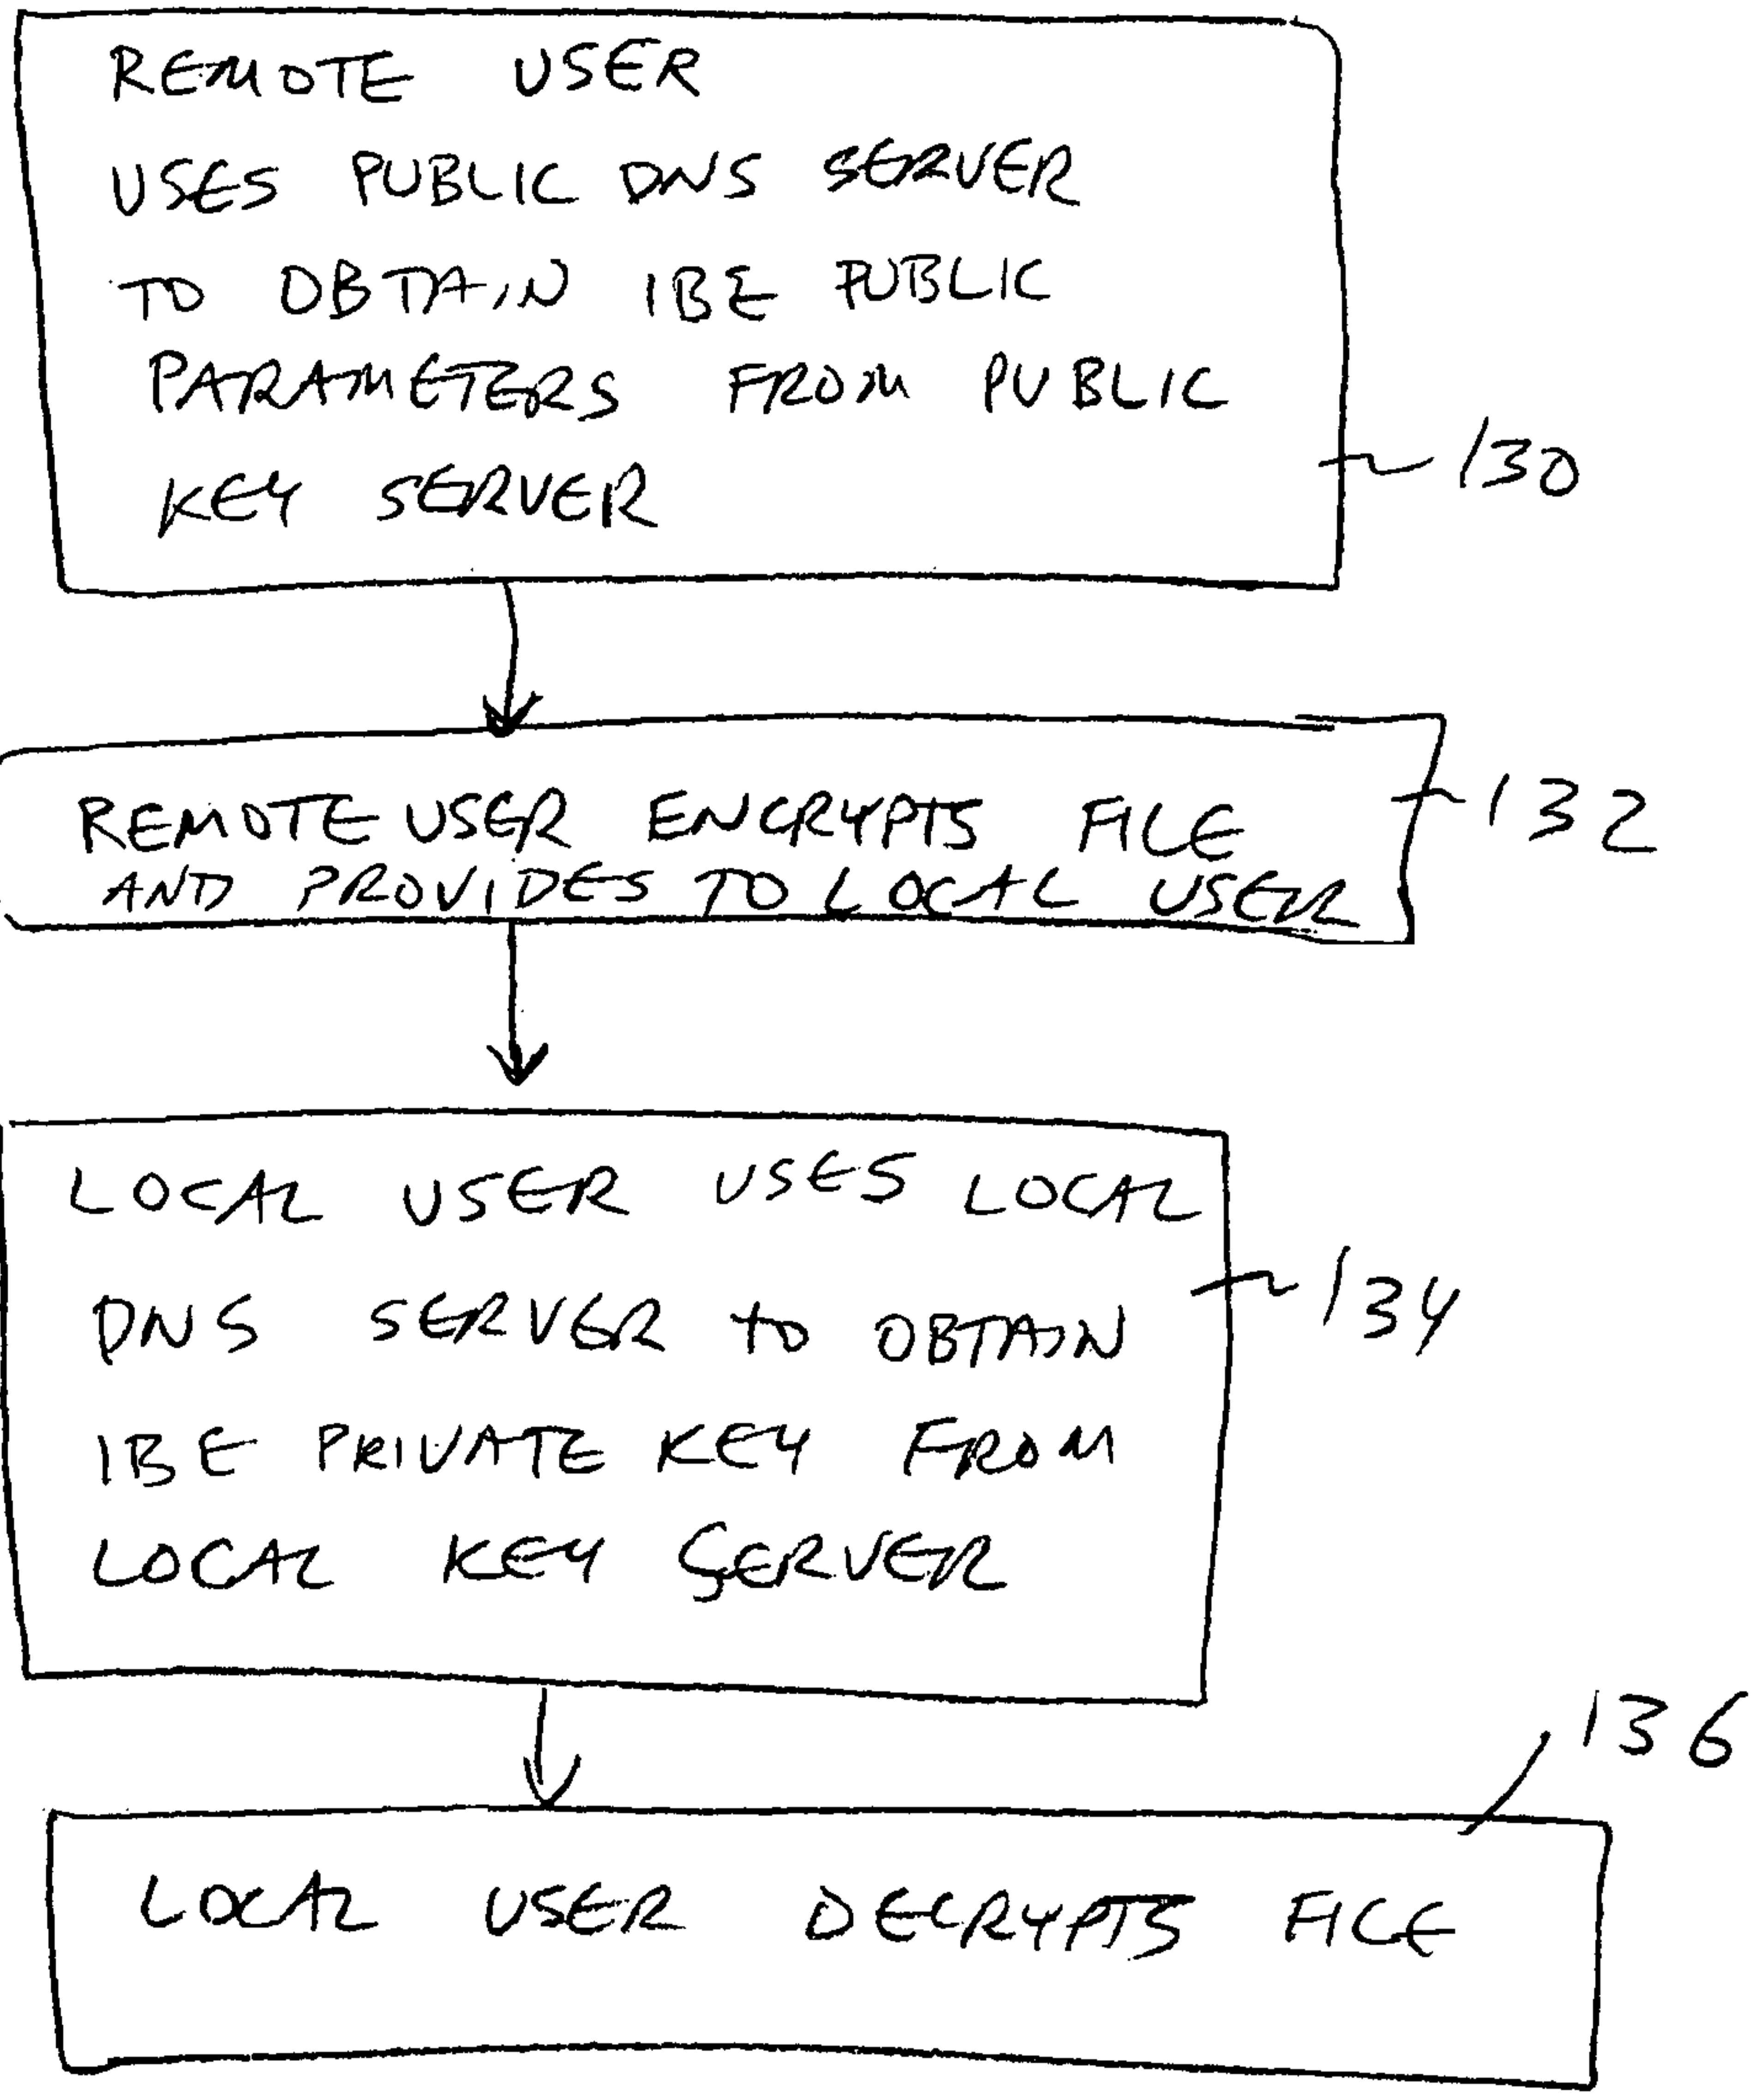 REMOTE USER
USES PUBLIC DNS SERVER
TO OBTAIN IBE PUBLIC
PARAMETERS FROM PUBLIC
KEY SERVER
130
REMOTE USER ENCRYPTS FILE
AND PROVIDES TO LOCAL USER
132
LOCAL USER USES LOCAL
DNS SERVER TO OBTAIN
IBE PRIVATE KEY FROM
LOCAL KEY SERVER
134
136
LOCAL USER DECRYPTS FILE